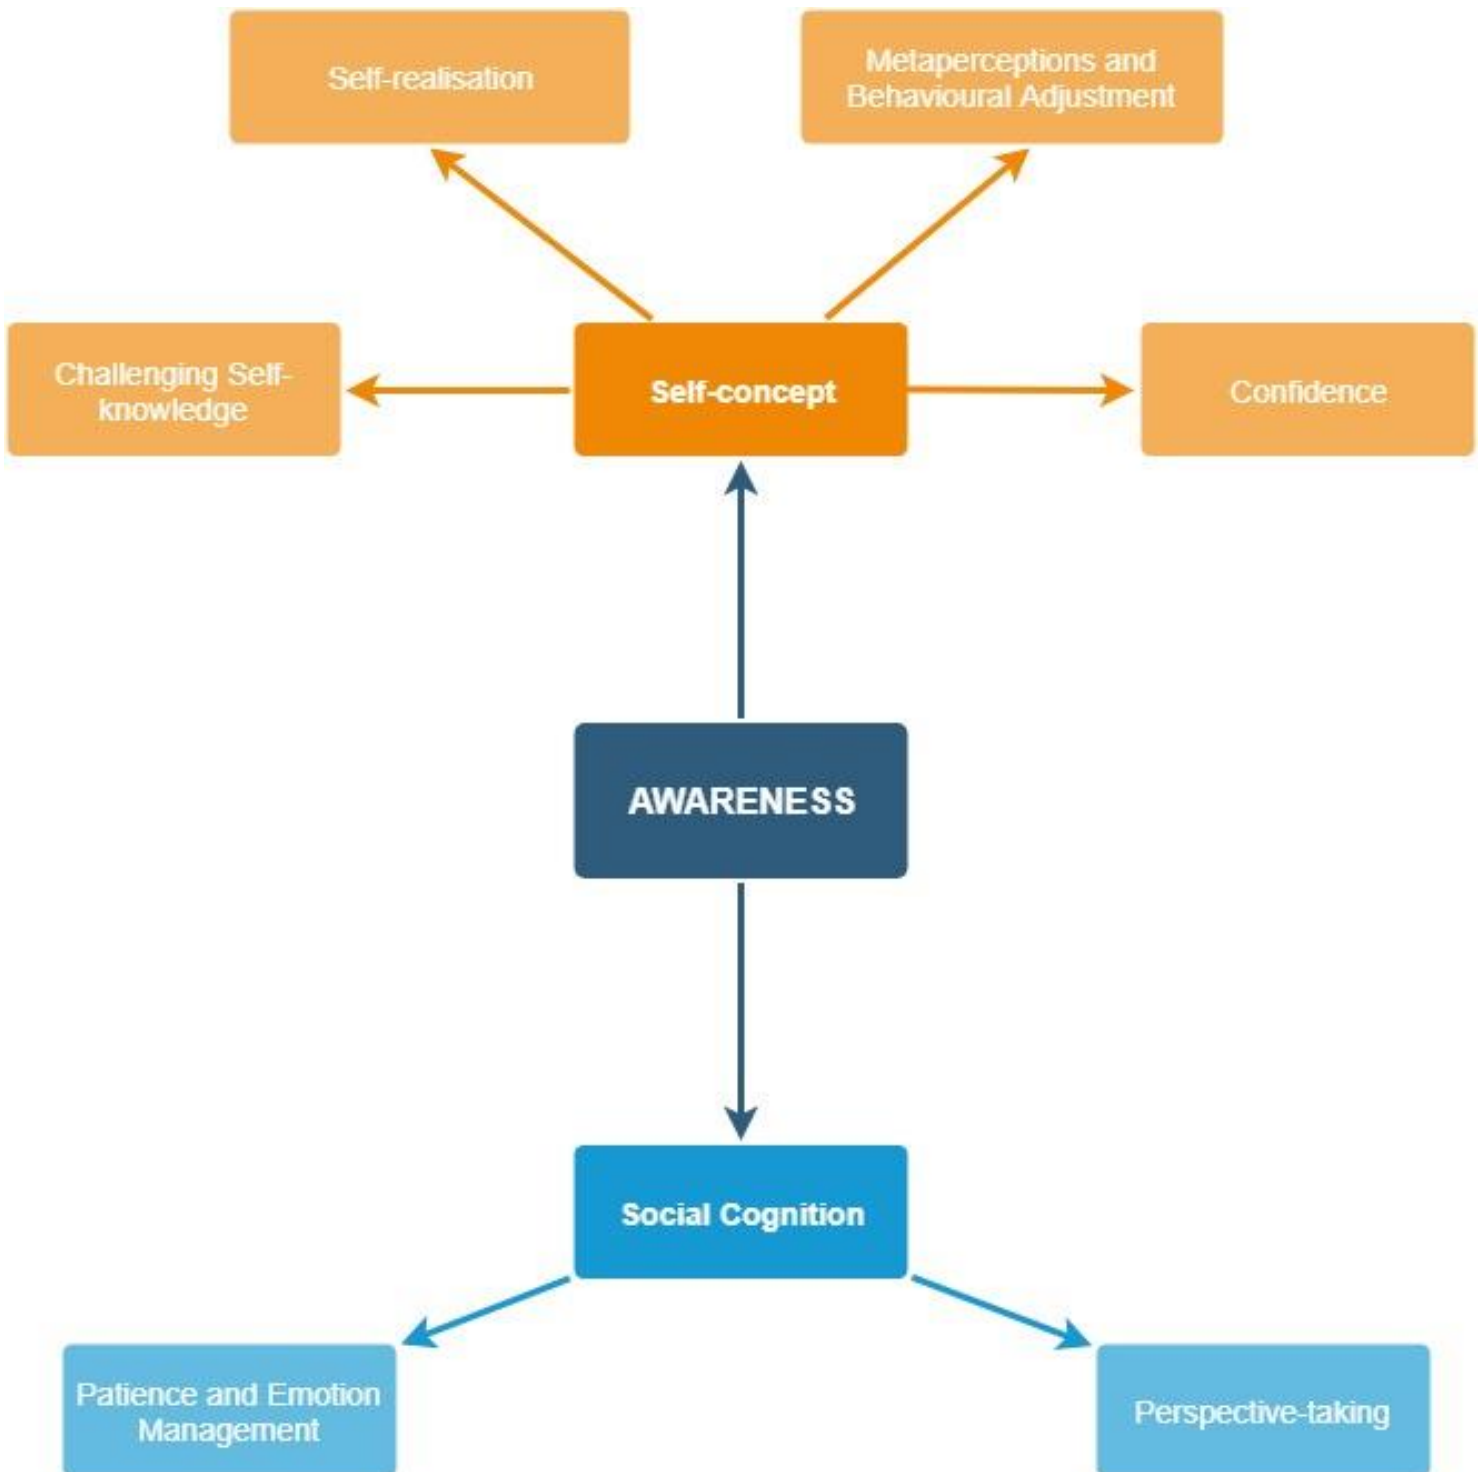 Self-realisation
Metaperceptions and
Behavioural Adjustment
Challenging Self-
knowledge
Self-concept
Confidence
AWARENESS
Social Cognition
Patience and Emotion
Management
Perspective-taking